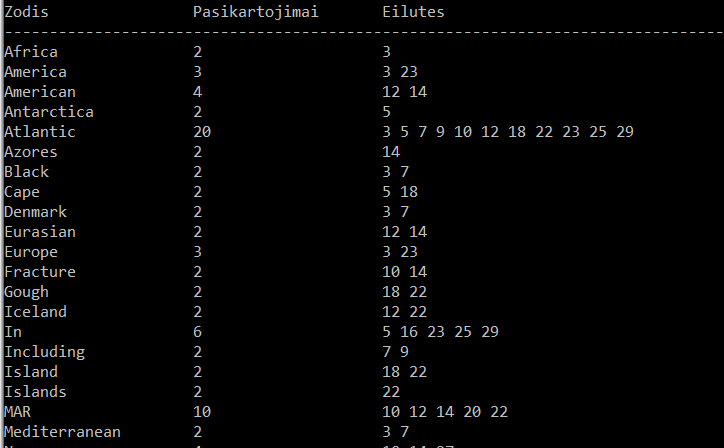 Zodis Pasikartojimai Eilutes
--------------------------------------------------------------------------------
Africa 2 3
America 3 3 23
American 4 12 14
Antarctica 2 5
Atlantic 20 3 5 7 9 10 12 18 22 23 25 29
Azores 2 14
Black 2 3 7
Cape 2 5 18
Denmark 2 3 7
Eurasian 2 12 14
Europe 3 3 23
Fracture 2 10 14
Gough 2 18 22
Iceland 2 12 22
In 6 5 16 23 25 29
Including 2 7 9
Island 2 18 22
Islands 2 22
MAR 10 10 12 14 20 22
Mediterranean 2 3 7